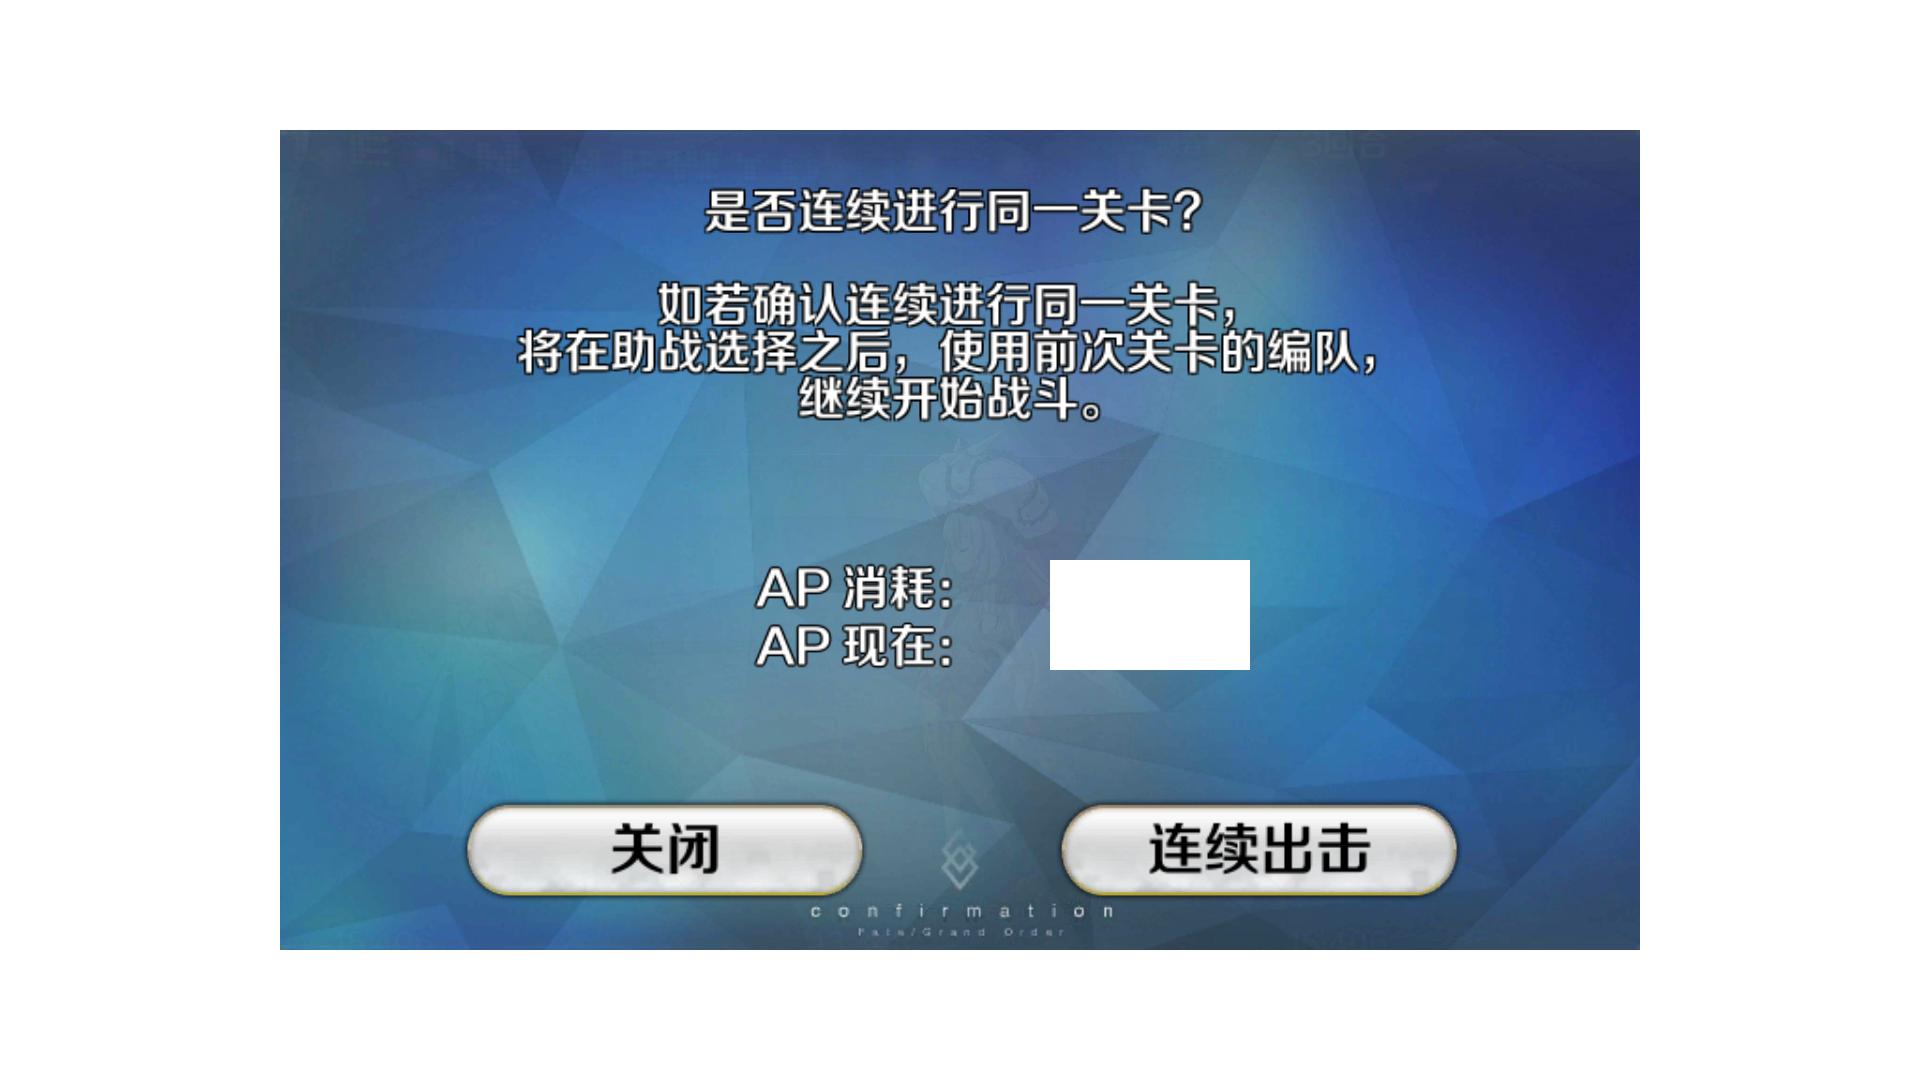 是否连续进行同一关卡?
如若确认连续进行同一关卡,
将在助战选择之后,使用前次关卡的编队,
继续开始战斗。
AP 消耗:
AP 现在:
关闭
连续出击
confirmation
Fate/Grand Order